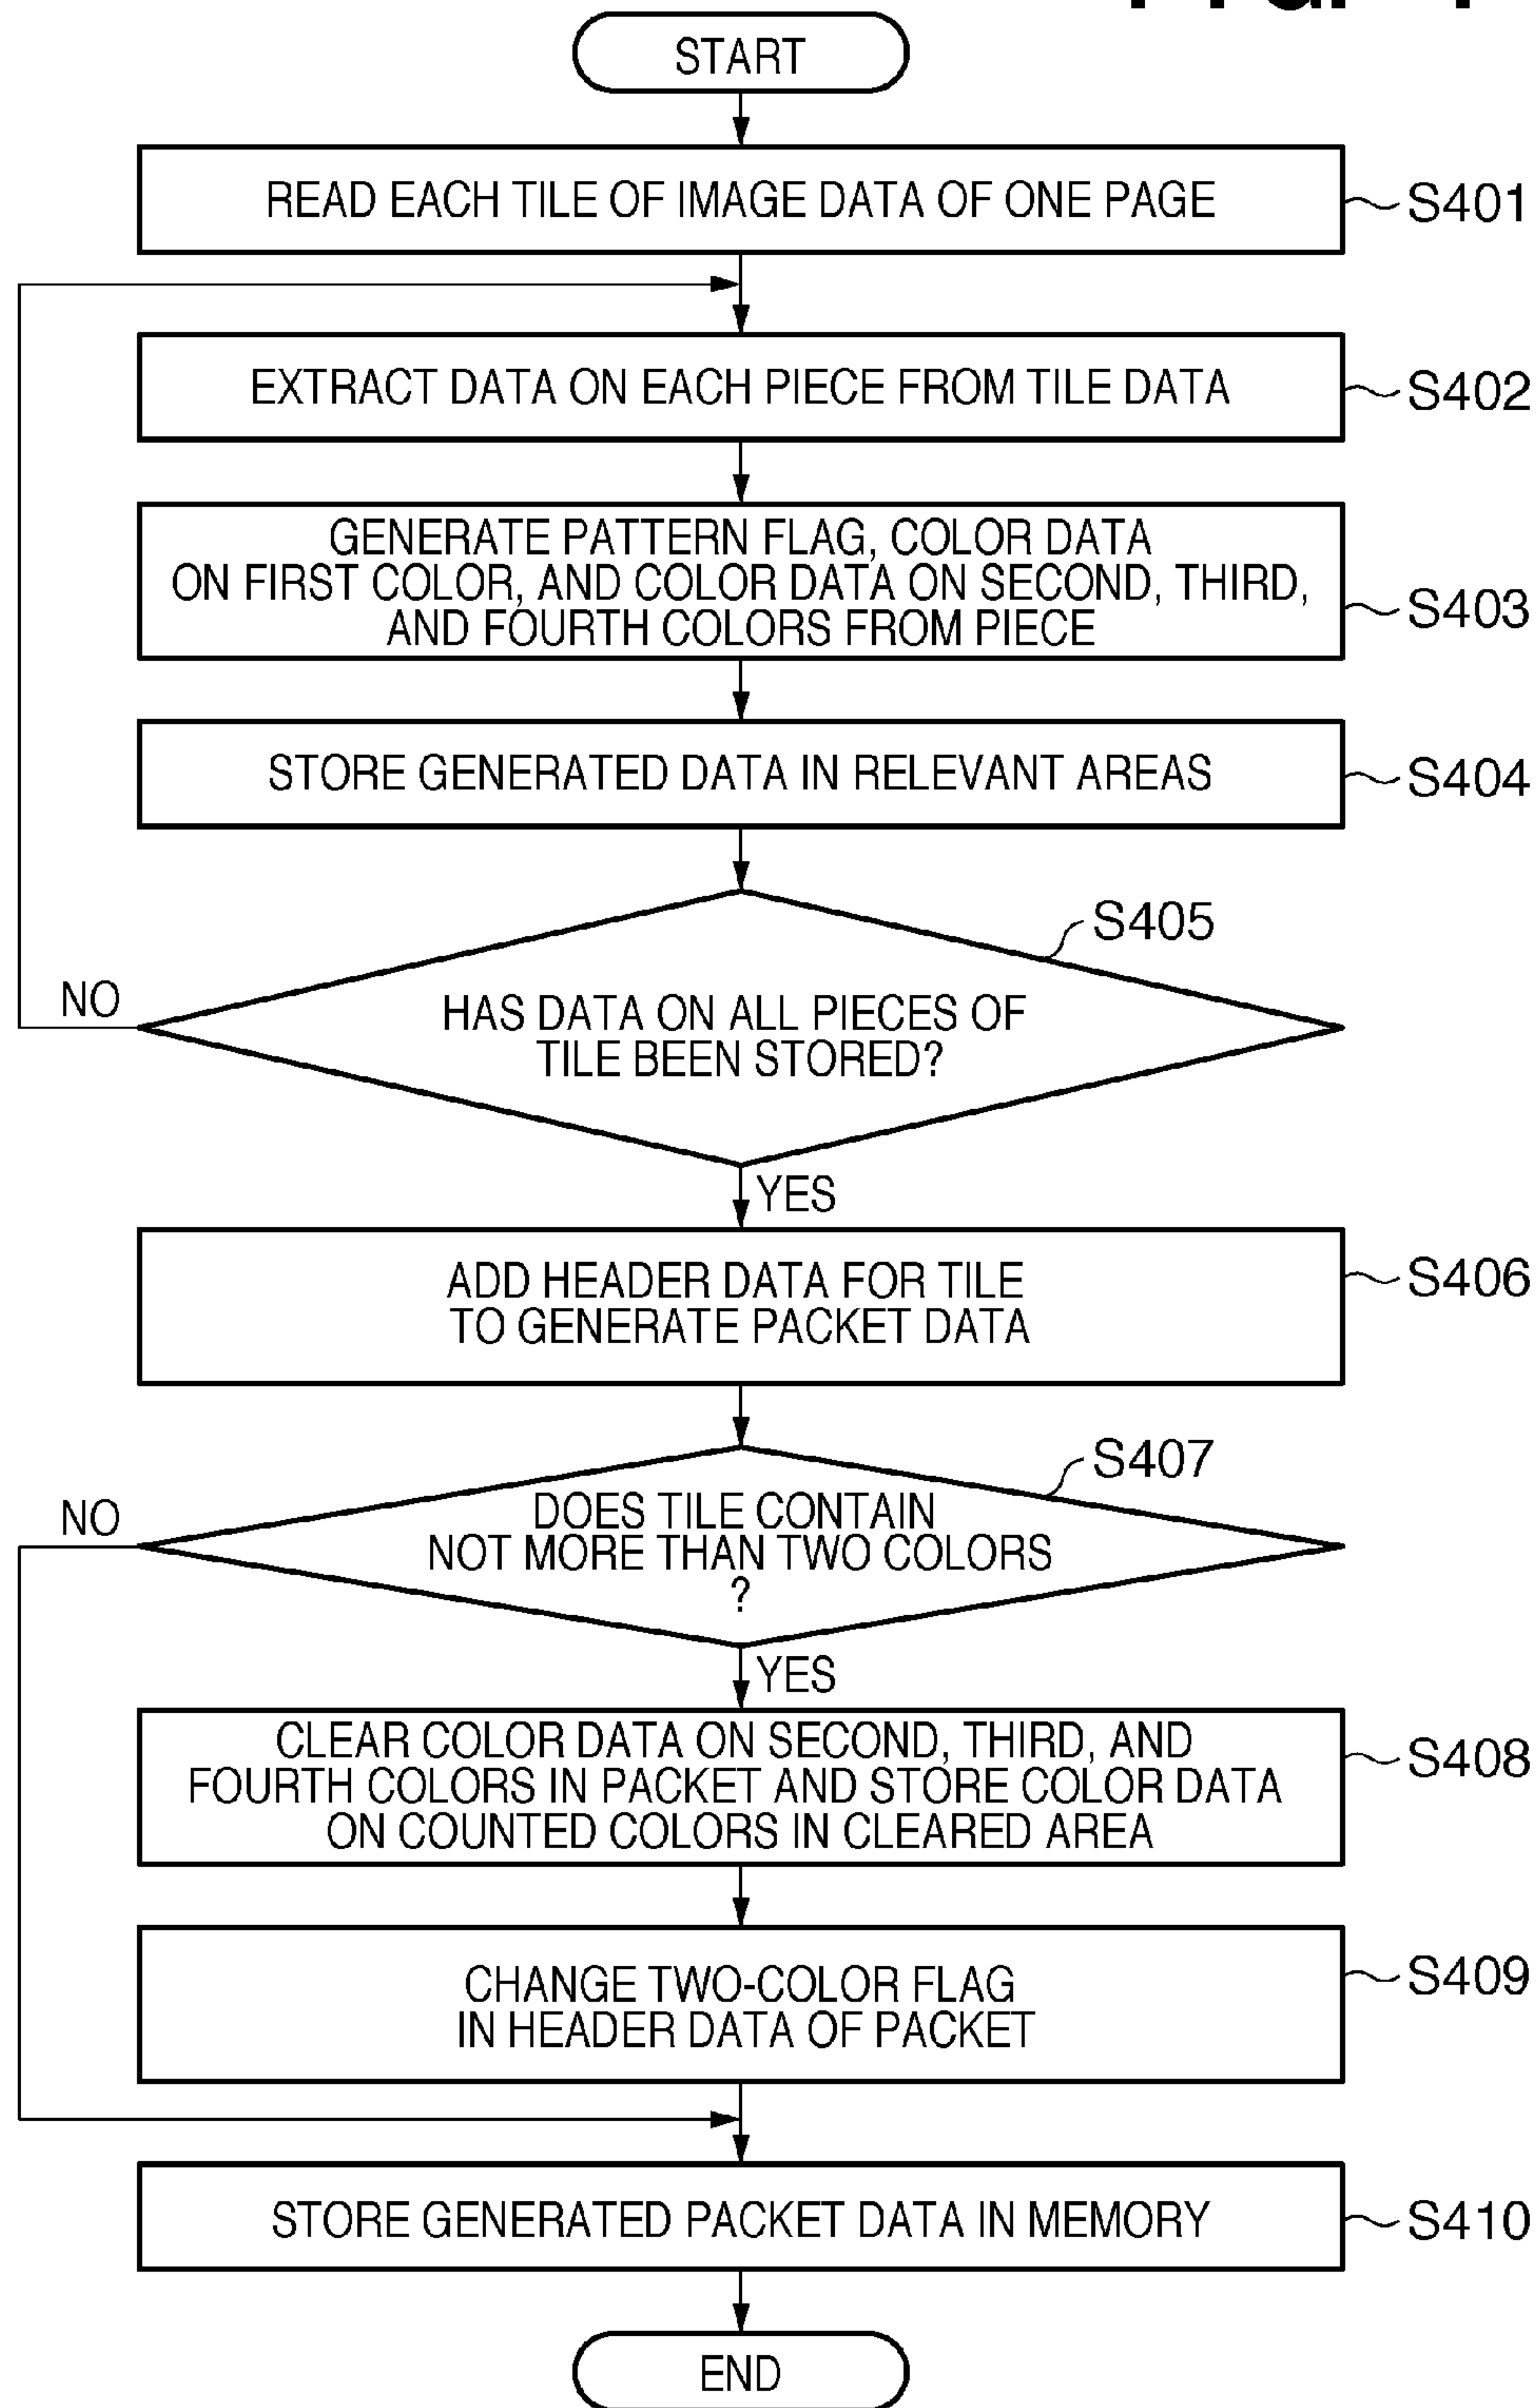 START
READ EACH TILE OF IMAGE DATA OF ONE PAGE
S401
EXTRACT DATA ON EACH PIECE FROM TILE DATA
S402
GENERATE PATTERN FLAG, COLOR DATA
ON FIRST COLOR, AND COLOR DATA ON SECOND, THIRD,
AND FOURTH COLORS FROM PIECE
S403
STORE GENERATED DATA IN RELEVANT AREAS
S404
S405
NO
HAS DATA ON ALL PIECES OF
TILE BEEN STORED?
YES
ADD HEADER DATA FOR TILE
TO GENERATE PACKET DATA
S406
S407
NO
DOES TILE CONTAIN
NOT MORE THAN TWO COLORS
?
YES
CLEAR COLOR DATA ON SECOND, THIRD, AND
FOURTH COLORS IN PACKET AND STORE COLOR DATA
ON COUNTED COLORS IN CLEARED AREA
S408
CHANGE TWO-COLOR FLAG
IN HEADER DATA OF PACKET
S409
STORE GENERATED PACKET DATA IN MEMORY
S410
END